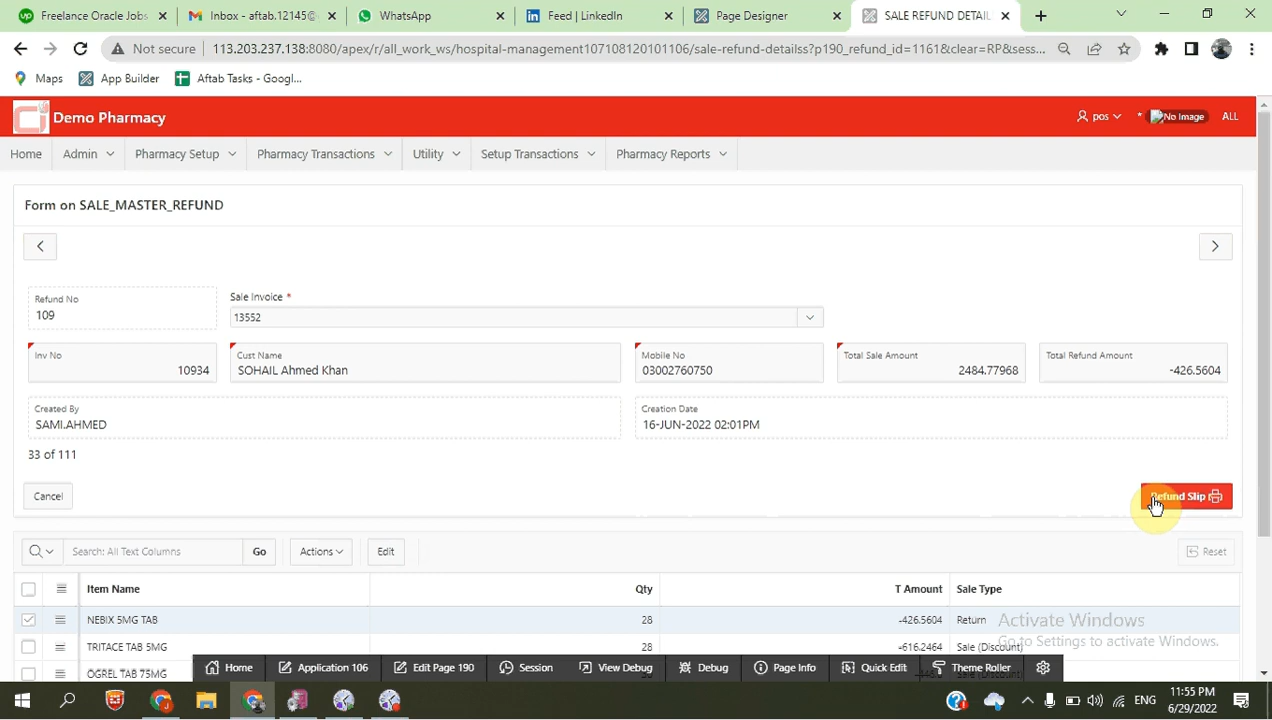 Freelance Oracle Jobs
Inbox - aftab.12145@
WhatsApp
Feed | LinkedIn
Page Designer
SALE REFUND DETAIL
Not secure
113.203.237.138:8080/apex/r/all_work_ws/hospital-management107108120101106/sale-refund-detailss?p190_refund_id=1161&clear=RP&sess...
Maps
App Builder
Aftab Tasks - Googl...
Demo Pharmacy
pos
* No Image
ALL
Home
Admin
Pharmacy Setup
Pharmacy Transactions
Utility
Setup Transactions
Pharmacy Reports
Form on SALE_MASTER_REFUND
Refund No
109
Sale Invoice *
13552
Inv No
10934
Cust Name
SOHAIL Ahmed Khan
Mobile No
03002760750
Total Sale Amount
2484.77968
Total Refund Amount
-426.5604
Created By
SAMI.AHMED
Creation Date
16-JUN-2022 02:01PM
33 of 111
Cancel
Refund Slip
Search: All Text Columns
Go
Actions
Edit
Reset
Item Name
Qty
T Amount
Sale Type
NEBIX 5MG TAB
28
-426.5604
Return
TRITACE TAB 5MG
28
-616.2464
Sale (Discount)
OGREL TAB 75MG
Activate Windows
Go to Settings to activate Windows.
Home
Application 106
Edit Page 190
Session
View Debug
Debug
Page Info
Quick Edit
Theme Roller
ENG
11:55 PM
6/29/2022